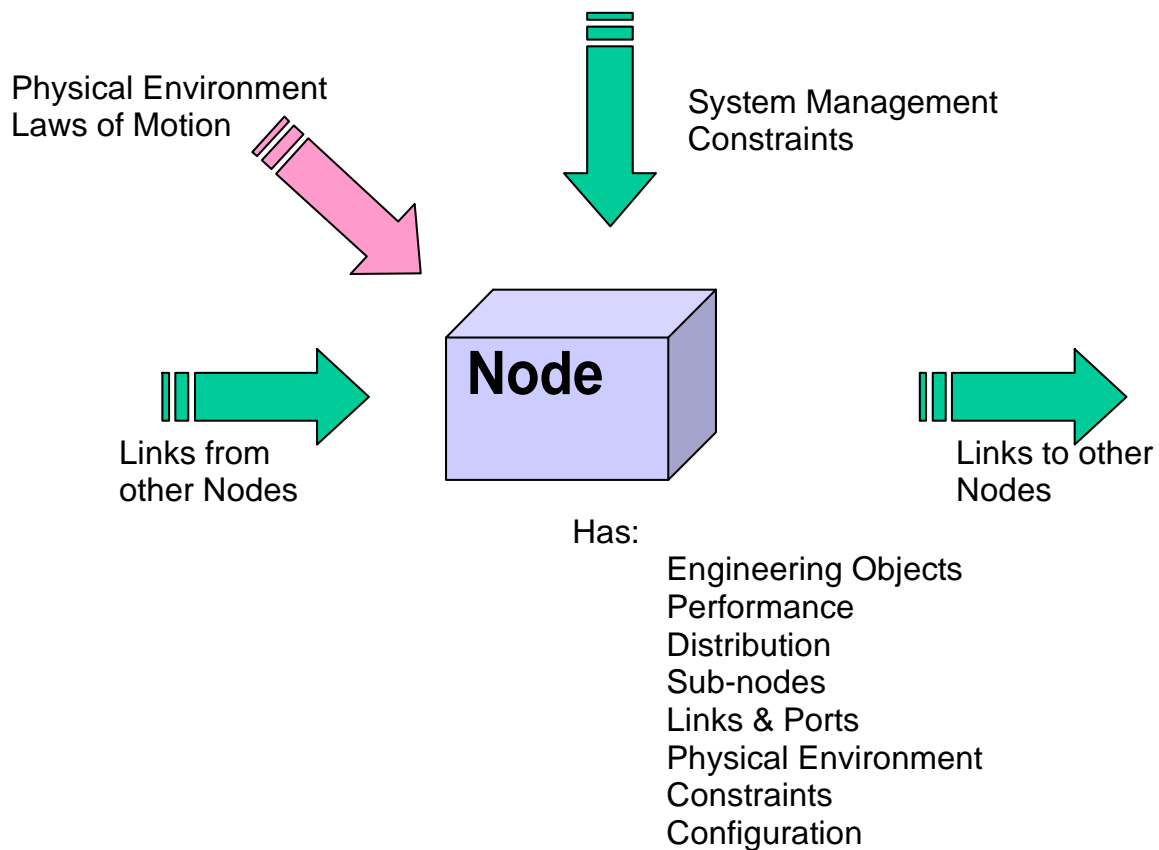 Physical Environment
Laws of Motion
System Management
Constraints
Node
Links from
other Nodes
Links to other
Nodes
Has:
Engineering Objects
Performance
Distribution
Sub-nodes
Links & Ports
Physical Environment
Constraints
Configuration